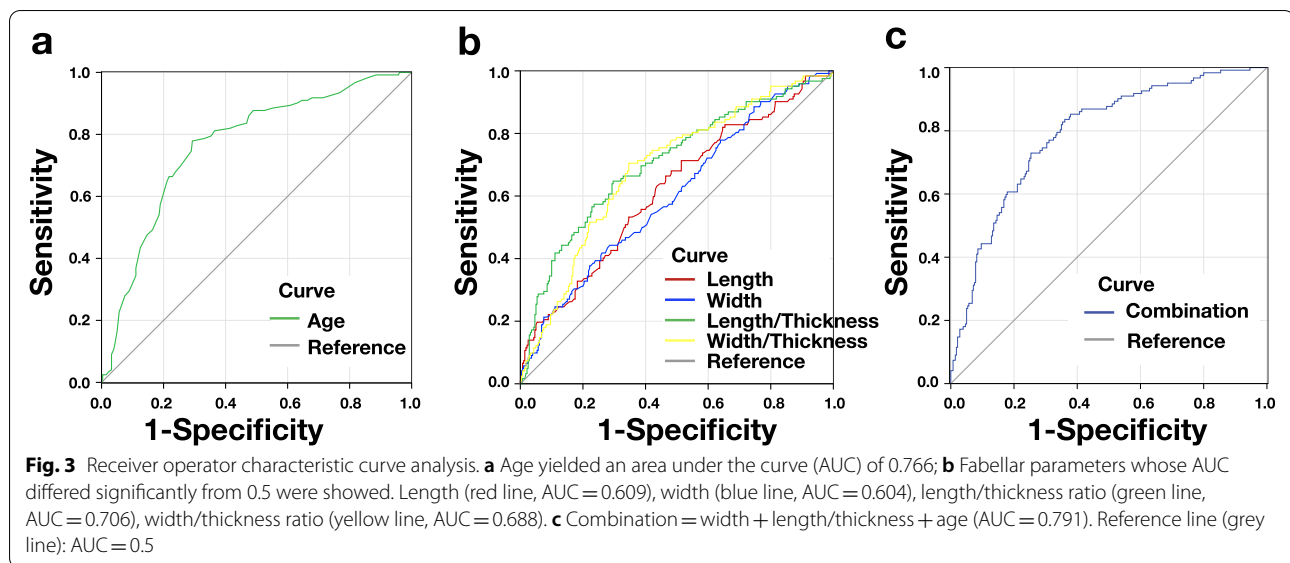 a
b
c
1.0
0.8
0.6
0.4
0.2
0.0
Sensitivity
0.0 0.2 0.4 0.6 0.8 1.0
1-Specificity
Curve
Age
Reference
1.0
0.8
0.6
0.4
0.2
0.0
Sensitivity
0.0 0.2 0.4 0.6 0.8 1.0
1-Specificity
Curve
Length
Width
Length/Thickness
Width/Thickness
Reference
1.0
0.8
0.6
0.4
0.2
0.0
Sensitivity
0.0 0.2 0.4 0.6 0.8 1.0
1-Specificity
Curve
Combination
Reference
Fig. 3 Receiver operator characteristic curve analysis. a Age yielded an area under the curve (AUC) of 0.766; b Fabellar parameters whose AUC
differed significantly from 0.5 were showed. Length (red line, AUC = 0.609), width (blue line, AUC = 0.604), length/thickness ratio (green line,
AUC = 0.706), width/thickness ratio (yellow line, AUC = 0.688). c Combination = width + length/thickness + age (AUC = 0.791). Reference line (grey
line): AUC = 0.5